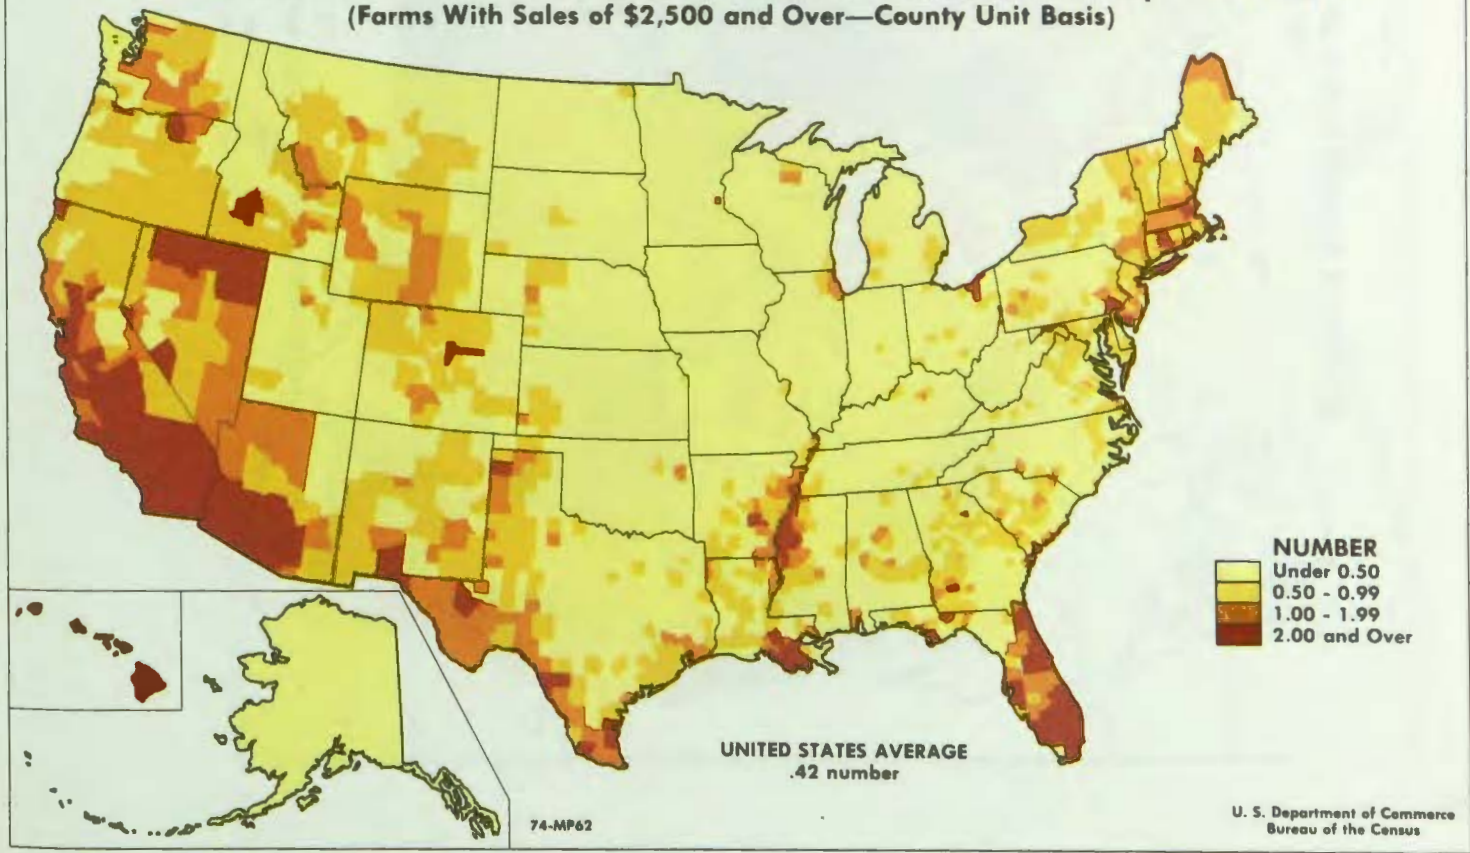 (Farms With Sales of $2,500 and Over—County Unit Basis)
NUMBER
Under 0.50
0.50 - 0.99
1.00 - 1.99
2.00 and Over
UNITED STATES AVERAGE
.42 number
74-MP62
U. S. Department of Commerce
Bureau of the Census